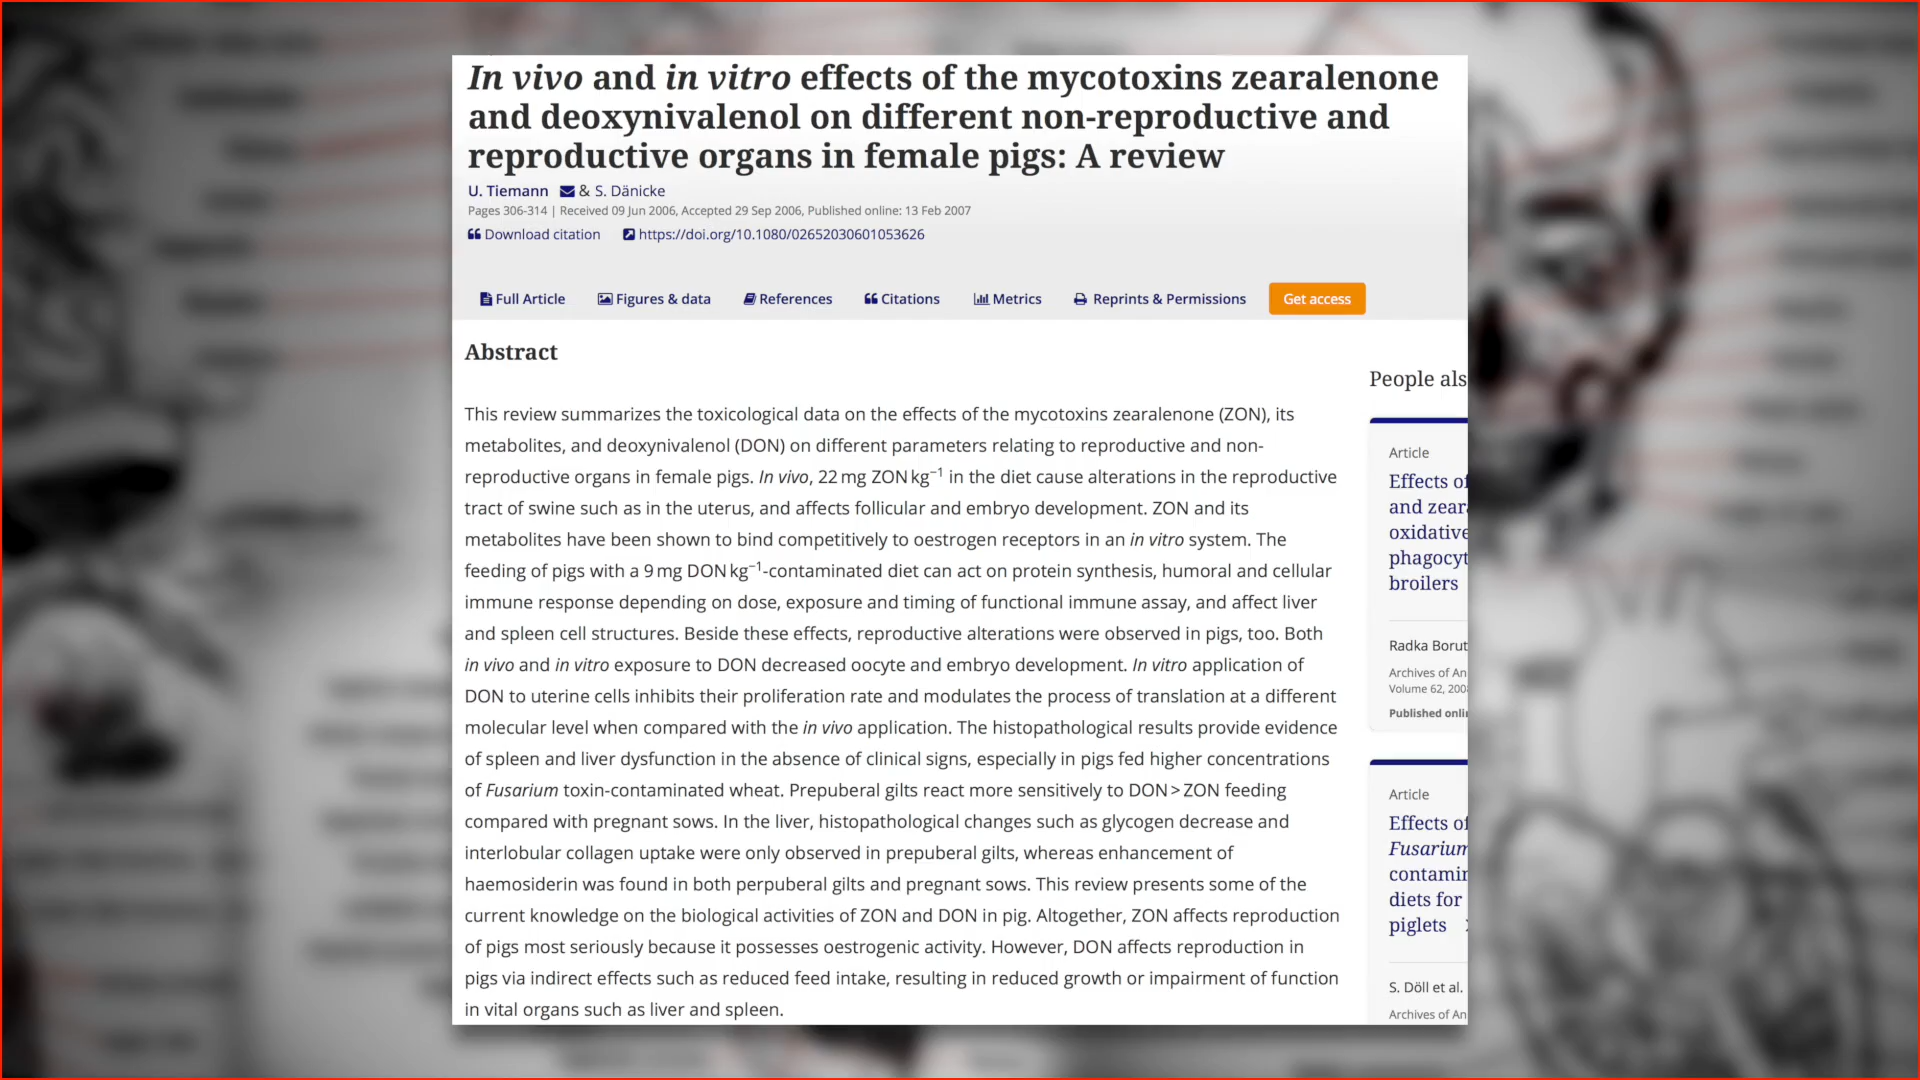 In vivo and in vitro effects of the mycotoxins zearalenone
and deoxynivalenol on different non-reproductive and
reproductive organs in female pigs: A review
U. Tiemann & S. Dänicke
Pages 306-314 | Received 09 Jun 2006, Accepted 29 Sep 2006, Published online: 13 Feb 2007
Download citation https://doi.org/10.1080/02652030601053626
Full Article Figures & data References Citations Metrics Reprints & Permissions Get access
Abstract
This review summarizes the toxicological data on the effects of the mycotoxins zearalenone (ZON), its
metabolites, and deoxynivalenol (DON) on different parameters relating to reproductive and non-
reproductive organs in female pigs. In vivo, 22 mg ZON kg⁻¹ in the diet cause alterations in the reproductive
tract of swine such as in the uterus, and affects follicular and embryo development. ZON and its
metabolites have been shown to bind competitively to oestrogen receptors in an in vitro system. The
feeding of pigs with a 9 mg DON kg⁻¹-contaminated diet can act on protein synthesis, humoral and cellular
immune response depending on dose, exposure and timing of functional immune assay, and affect liver
and spleen cell structures. Beside these effects, reproductive alterations were observed in pigs, too. Both
in vivo and in vitro exposure to DON decreased oocyte and embryo development. In vitro application of
DON to uterine cells inhibits their proliferation rate and modulates the process of translation at a different
molecular level when compared with the in vivo application. The histopathological results provide evidence
of spleen and liver dysfunction in the absence of clinical signs, especially in pigs fed higher concentrations
of Fusarium toxin-contaminated wheat. Prepuberal gilts react more sensitively to DON > ZON feeding
compared with pregnant sows. In the liver, histopathological changes such as glycogen decrease and
interlobular collagen uptake were only observed in prepuberal gilts, whereas enhancement of
haemosiderin was found in both perpuberal gilts and pregnant sows. This review presents some of the
current knowledge on the biological activities of ZON and DON in pig. Altogether, ZON affects reproduction
of pigs most seriously because it possesses oestrogenic activity. However, DON affects reproduction in
pigs via indirect effects such as reduced feed intake, resulting in reduced growth or impairment of function
in vital organs such as liver and spleen.
People als
Article
Effects of
and zear
oxidative
phagocyt
broilers
Radka Borut
Archives of An
Volume 62, 200
Published onli
Article
Effects of
Fusarium
contamin
diets for
piglets
S. Döll et al.
Archives of An